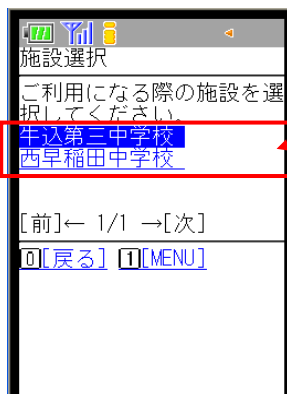 施設選択
ご利用になる際の施設を選
択してください。
牛込第三中学校
西早稲田中学校
[前]← 1/1 →[次]
0[戻る] 1[MENU]